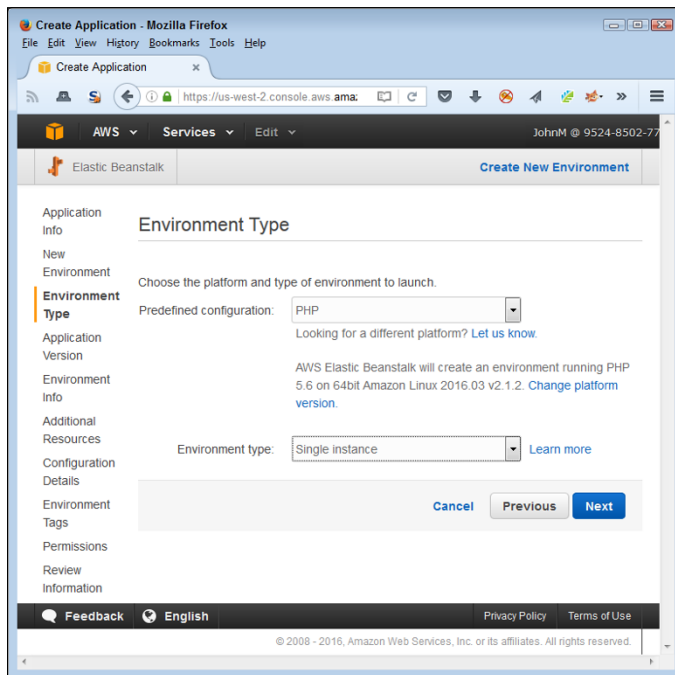 Create Application - Mozilla Firefox
File Edit View History Bookmarks Tools Help
Create Application ×
https://us-west-2.console.aws.ama
AWS Services Edit JohnM @ 9524-8502-77
Elastic Beanstalk Create New Environment
Application
Info
New
Environment
Environment
Type
Application
Version
Environment
Info
Additional
Resources
Configuration
Details
Environment
Tags
Permissions
Review
Information
Environment Type
Choose the platform and type of environment to launch.
Predefined configuration: PHP
Looking for a different platform? Let us know.
AWS Elastic Beanstalk will create an environment running PHP
5.6 on 64bit Amazon Linux 2016.03 v2.1.2. Change platform
version.
Environment type: Single instance Learn more
Cancel Previous Next
Feedback English Privacy Policy Terms of Use
© 2008 - 2016, Amazon Web Services, Inc. or its affiliates. All rights reserved.